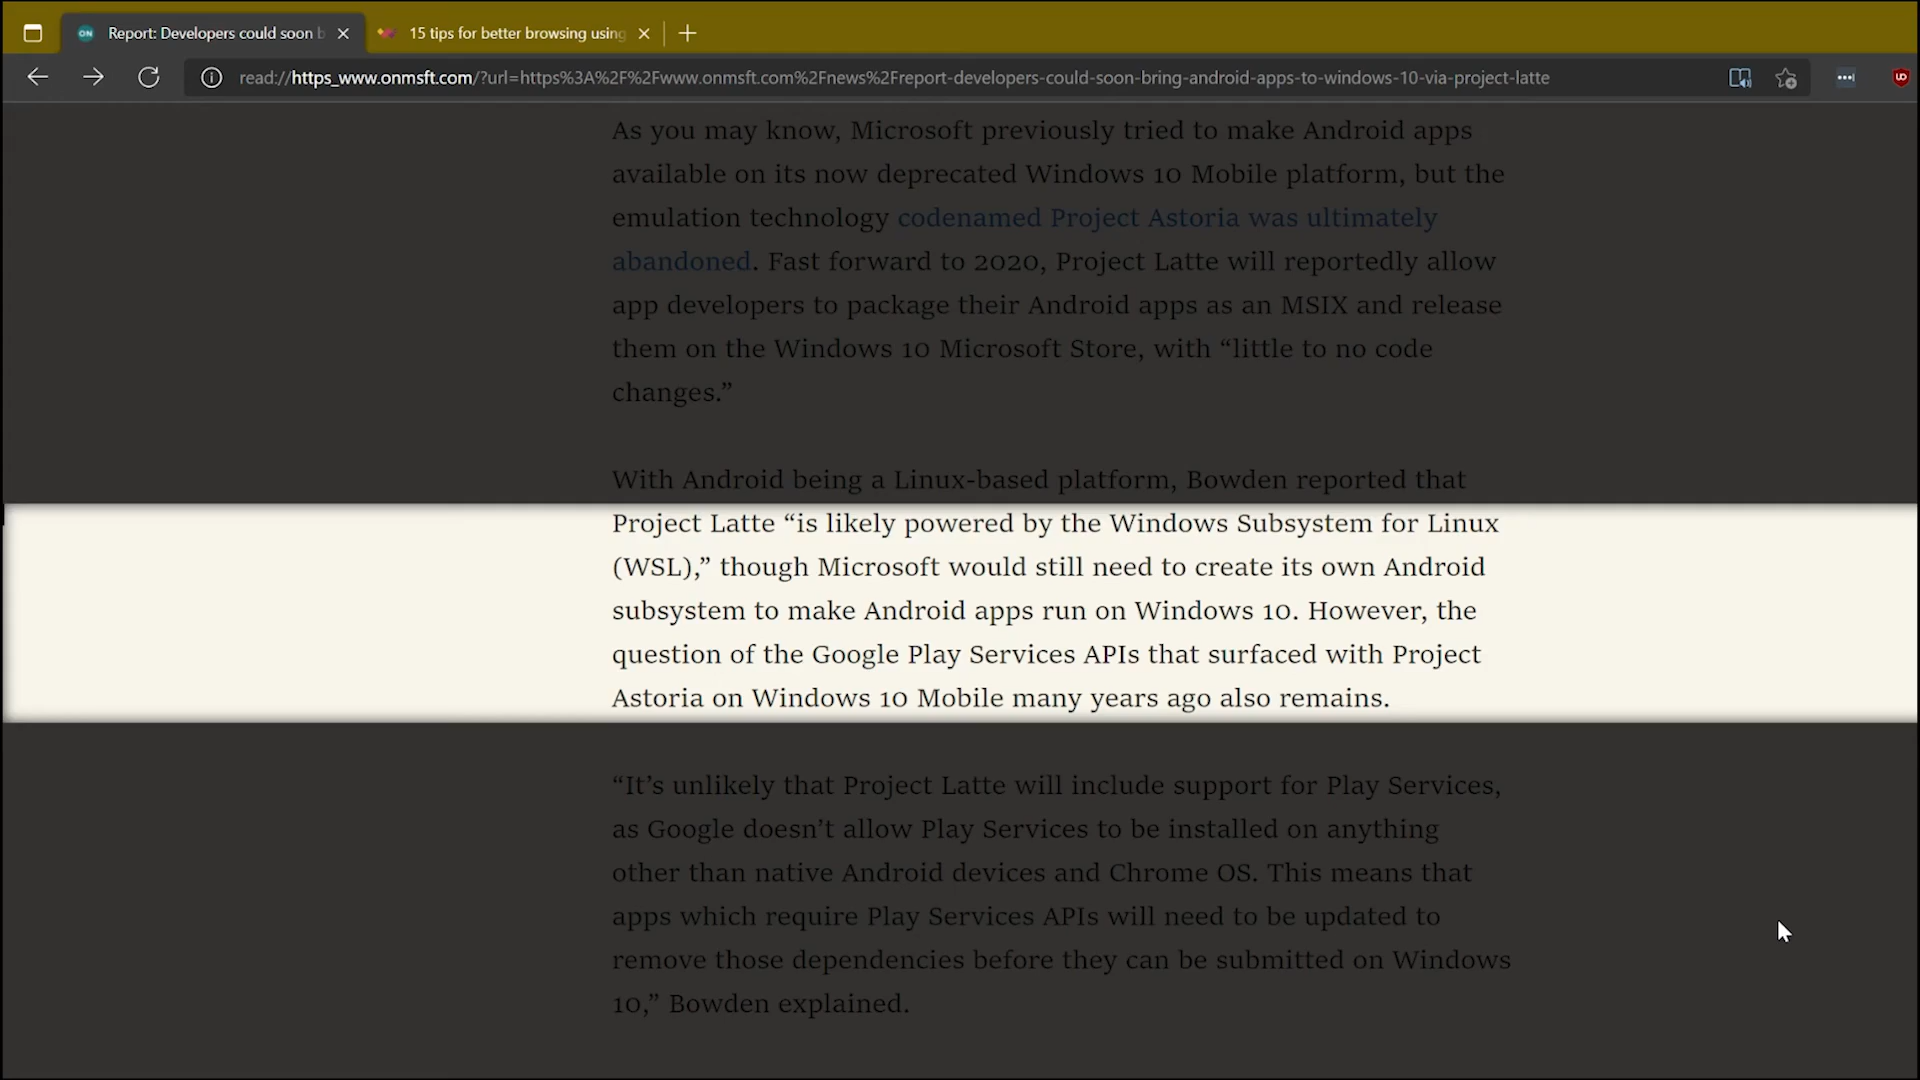 Report: Developers could soon b
15 tips for better browsing using
read://https_www.onmsft.com/?url=https%3A%2F%2Fwww.onmsft.com%2Fnews%2Freport-developers-could-soon-bring-android-apps-to-windows-10-via-project-latte
As you may know, Microsoft previously tried to make Android apps
available on its now deprecated Windows 10 Mobile platform, but the
emulation technology codenamed Project Astoria was ultimately
abandoned. Fast forward to 2020, Project Latte will reportedly allow
app developers to package their Android apps as an MSIX and release
them on the Windows 10 Microsoft Store, with “little to no code
changes.”
With Android being a Linux-based platform, Bowden reported that
Project Latte “is likely powered by the Windows Subsystem for Linux
(WSL),” though Microsoft would still need to create its own Android
subsystem to make Android apps run on Windows 10. However, the
question of the Google Play Services APIs that surfaced with Project
Astoria on Windows 10 Mobile many years ago also remains.
“It’s unlikely that Project Latte will include support for Play Services,
as Google doesn’t allow Play Services to be installed on anything
other than native Android devices and Chrome OS. This means that
apps which require Play Services APIs will need to be updated to
remove those dependencies before they can be submitted on Windows
10,” Bowden explained.